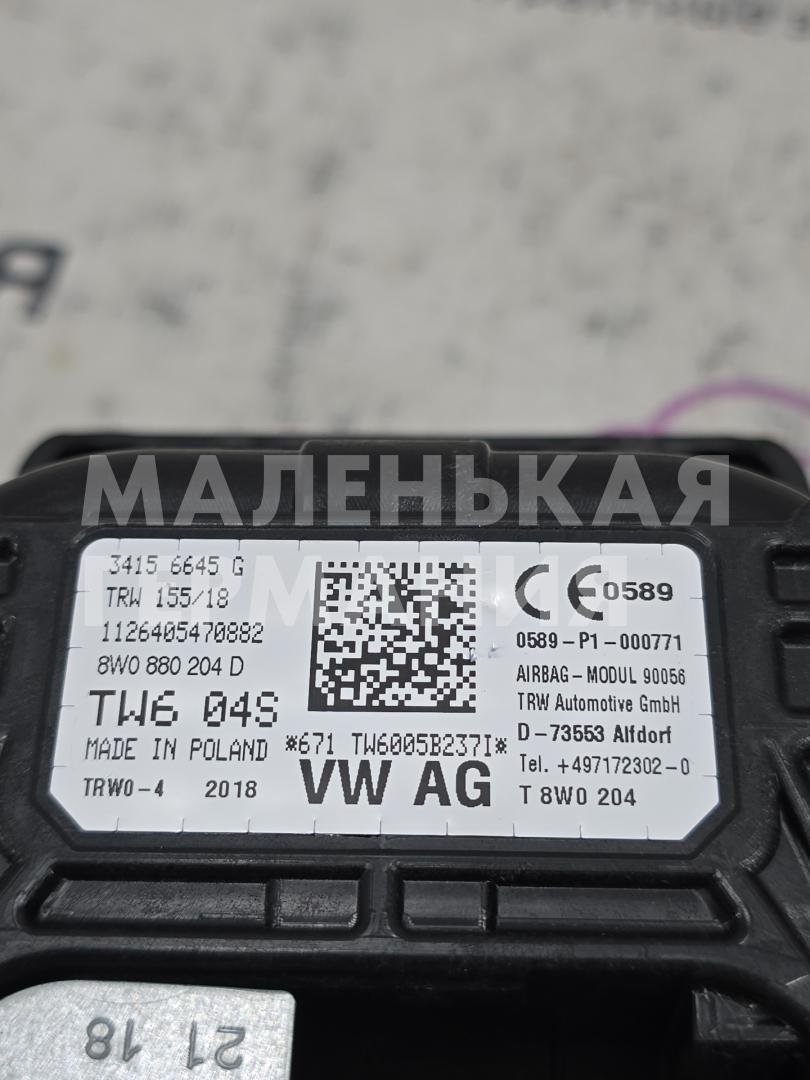 МАЛЕНЬКАЯ
ГЕРМАНИЯ
3415 6645 G
TRW 155/18
1126405470882
8W0 880 204 D
TW6 04S
MADE IN POLAND
TRWO-4 2018
*671 TW6005B237I*
VW AG
CE 0589
0589-P1-000771
AIRBAG-MODUL 90056
TRW Automotive GmbH
D-73553 Alfdorf
Tel. +497172302-0
T 8W0 204
21 18